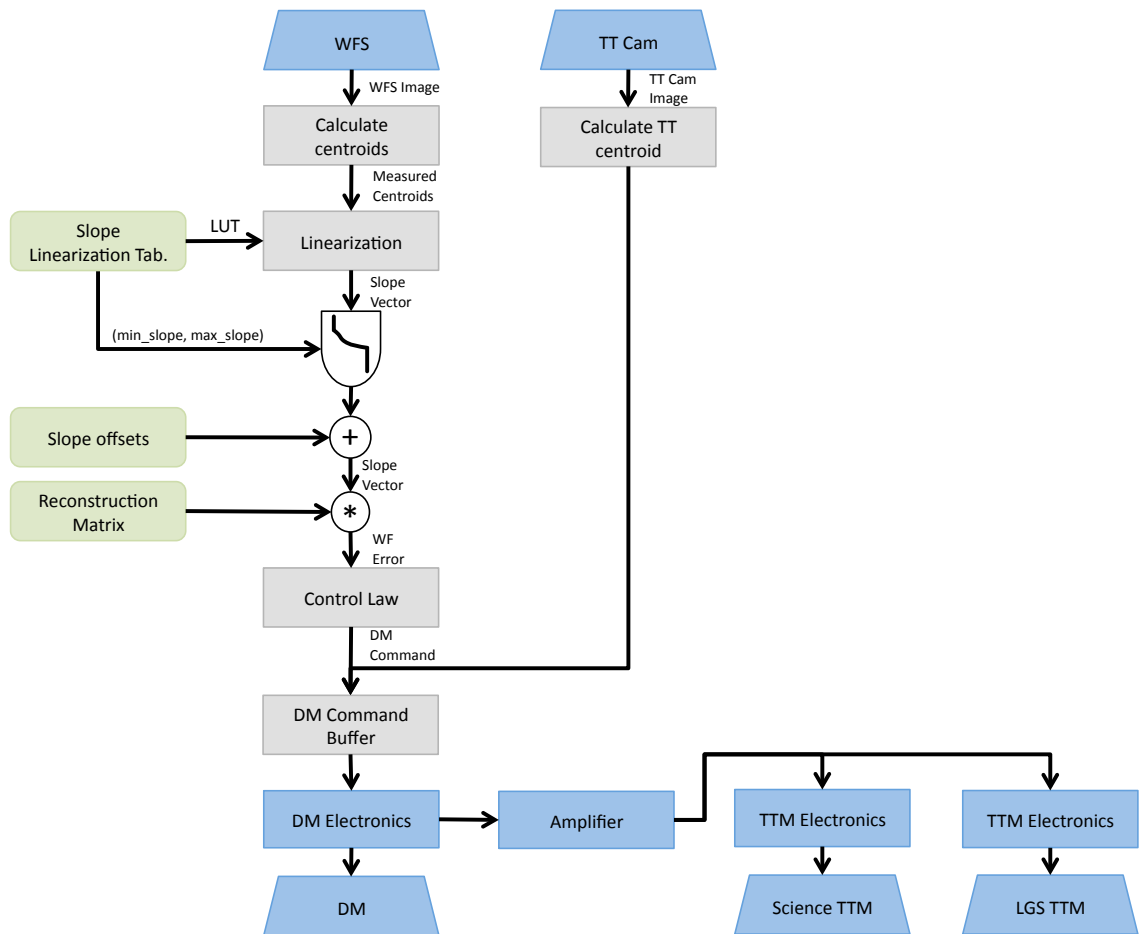 WFS
TT Cam
WFS Image
TT Cam
Image
Calculate
centroids
Calculate TT
centroid
Measured
Centroids
Slope
Linearization Tab.
LUT
Linearization
Slope
Vector
(min_slope, max_slope)
Slope offsets
+
Slope
Vector
Reconstruction
Matrix
*
WF
Error
Control Law
DM
Command
DM Command
Buffer
DM Electronics
Amplifier
TTM Electronics
TTM Electronics
DM
Science TTM
LGS TTM